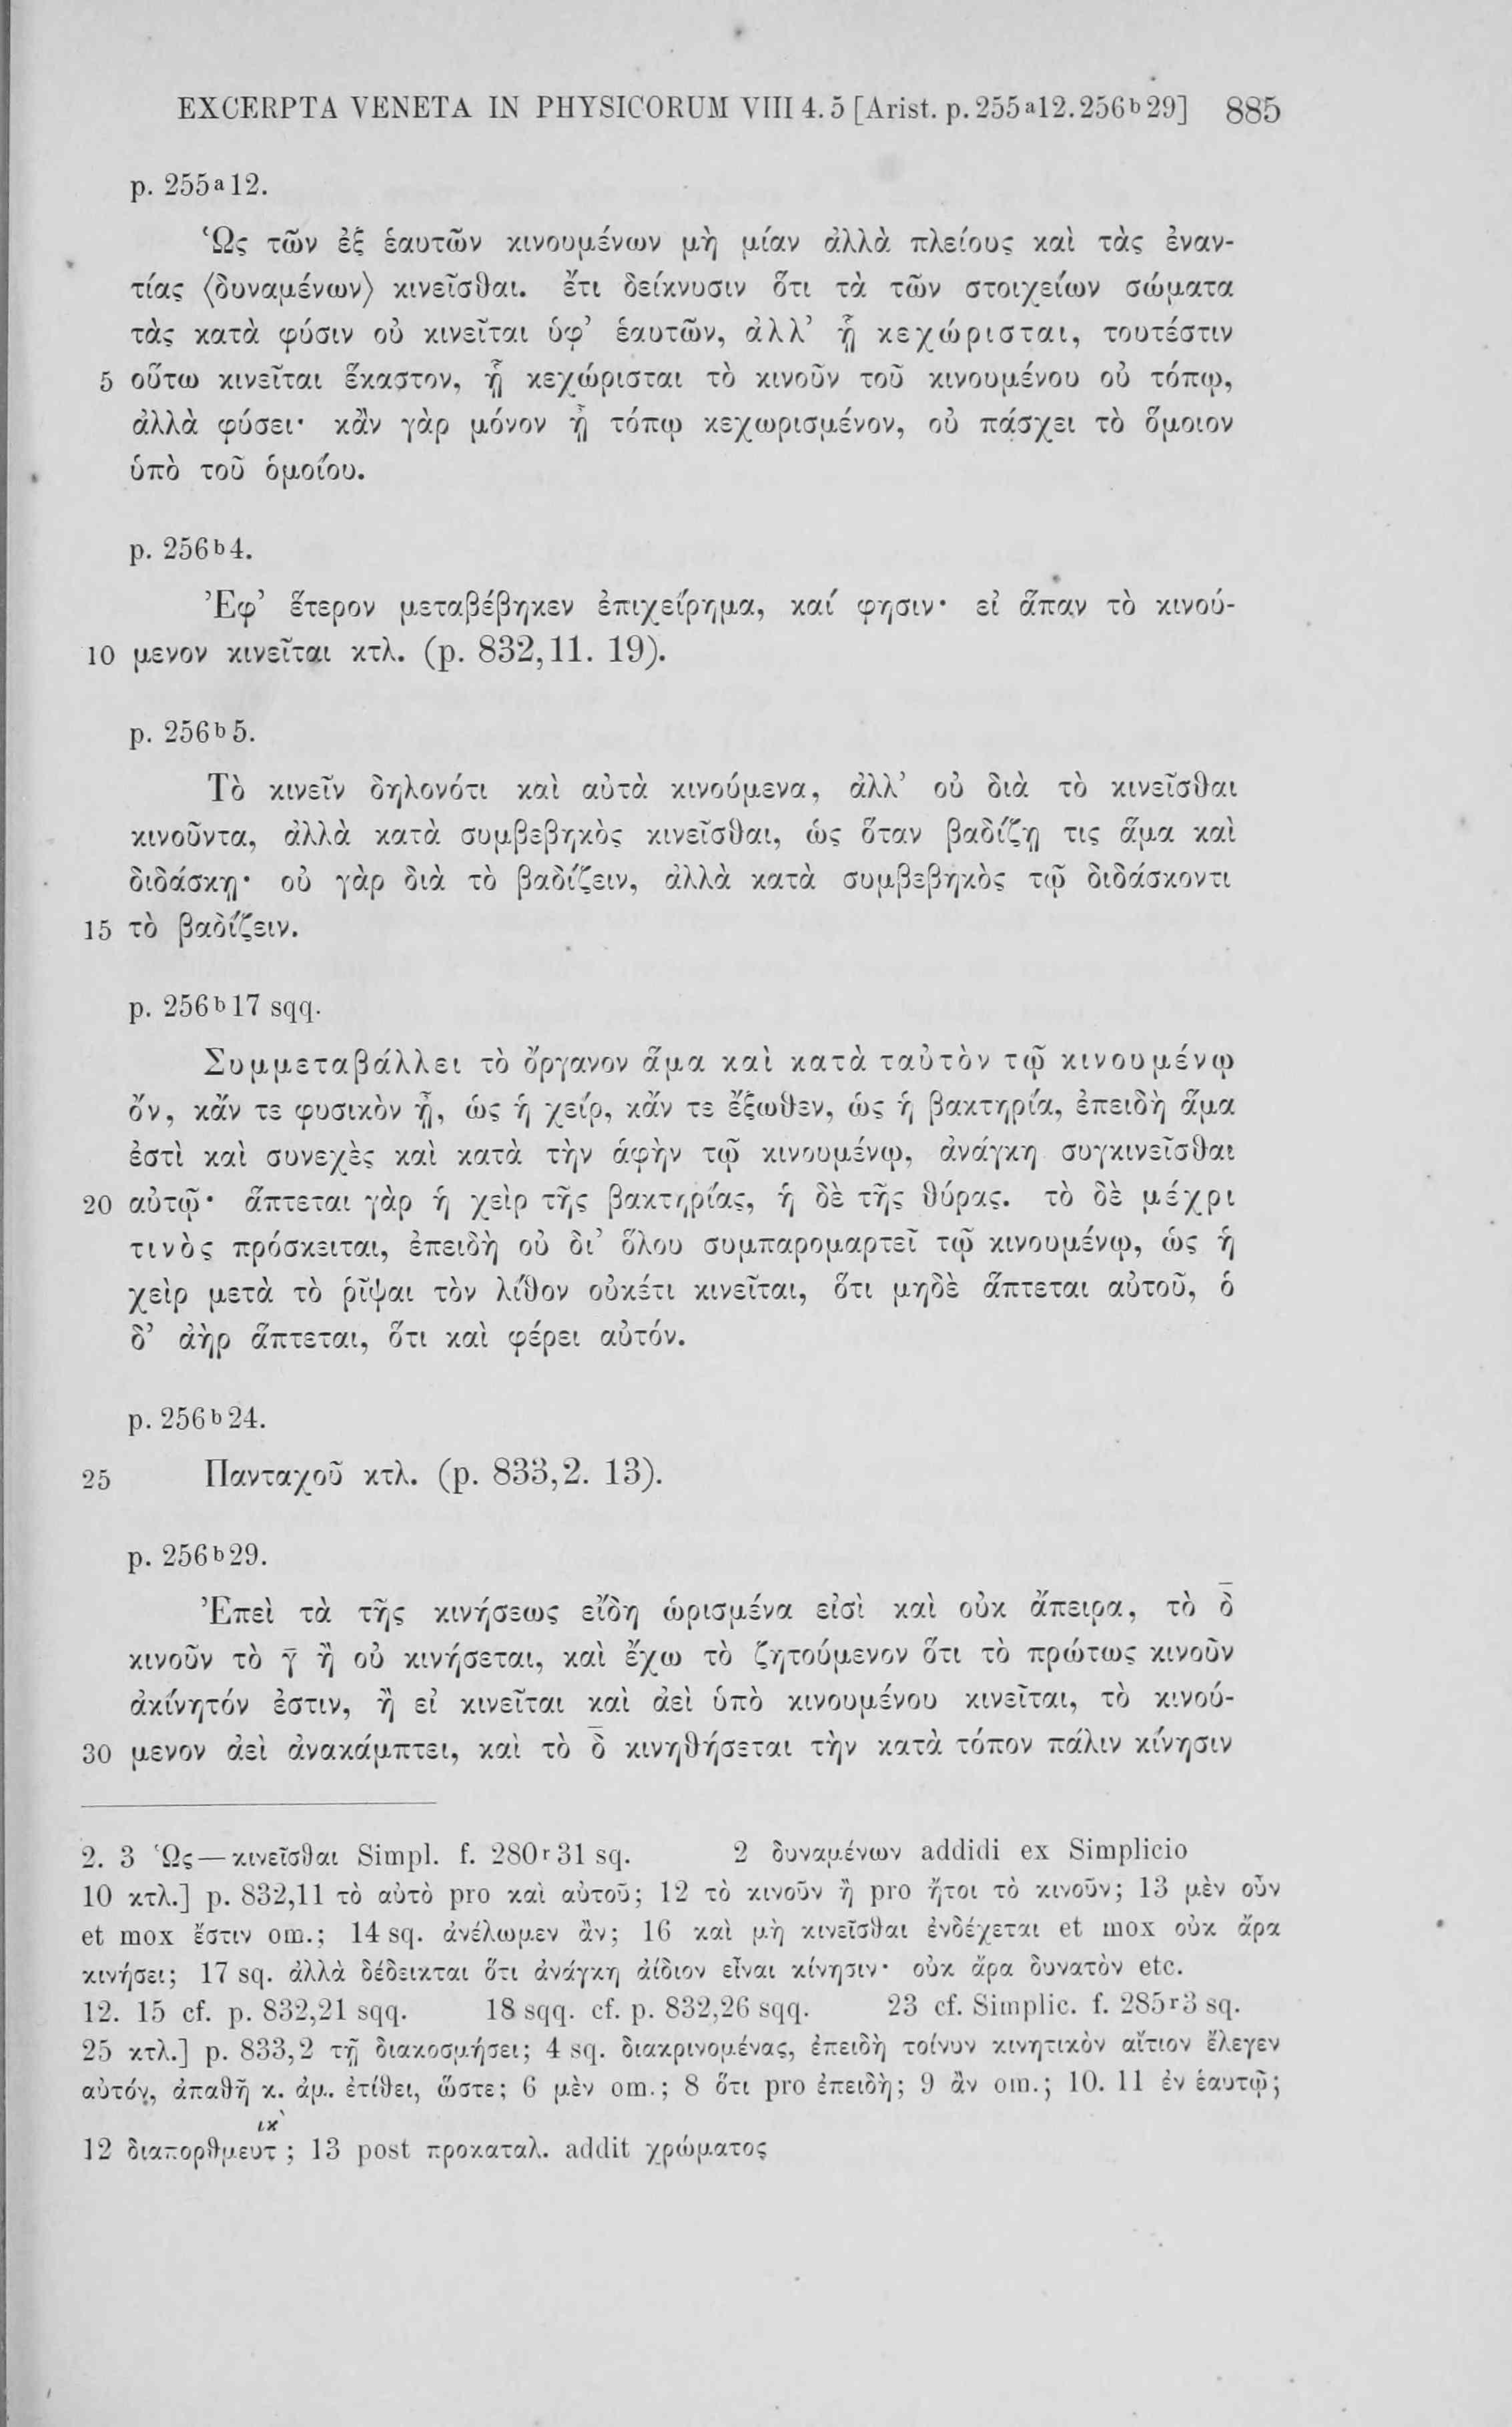 EXCERPTA VENETA IN PHYSICORUM VIII 4. 5 [Arist. p. 255ᵃ12. 256ᵇ29] 885
p. 255ᵃ12.
Ὡς τῶν ἐξ ἑαυτῶν κινουμένων μὴ μίαν ἀλλὰ πλείους καὶ τὰς ἐναν-
τίας ⟨δυναμένων⟩ κινεῖσθαι. ἔτι δείκνυσιν ὅτι τὰ τῶν στοιχείων σώματα
τὰς κατὰ φύσιν οὐ κινεῖται ὑφ’ ἑαυτῶν, ἀλλ’ ᾗ κεχώρισται, τουτέστιν
5 οὕτω κινεῖται ἕκαστον, ᾗ κεχώρισται τὸ κινοῦν τοῦ κινουμένου οὐ τόπῳ,
ἀλλὰ φύσει· κἂν γὰρ μόνον ᾖ τόπῳ κεχωρισμένον, οὐ πάσχει τὸ ὅμοιον
ὑπὸ τοῦ ὁμοίου.
p. 256ᵇ4.
Ἐφ’ ἕτερον μεταβέβηκεν ἐπιχείρημα, καί φησιν· εἰ ἅπαν τὸ κινού-
10 μενον κινεῖται κτλ. (p. 832,11. 19).
p. 256ᵇ5.
Τὸ κινεῖν δηλονότι καὶ αὐτὰ κινούμενα, ἀλλ’ οὐ διὰ τὸ κινεῖσθαι
κινοῦντα, ἀλλὰ κατὰ συμβεβηκὸς κινεῖσθαι, ὡς ὅταν βαδίζῃ τις ἅμα καὶ
διδάσκῃ· οὐ γὰρ διὰ τὸ βαδίζειν, ἀλλὰ κατὰ συμβεβηκὸς τῷ διδάσκοντι
15 τὸ βαδίζειν.
p. 256ᵇ17 sqq.
Συμμεταβάλλει τὸ ὄργανον ἅμα καὶ κατὰ ταὐτὸν τῷ κινουμένῳ
ὄν, κἄν τε φυσικὸν ᾖ, ὡς ἡ χείρ, κἄν τε ἔξωθεν, ὡς ἡ βακτηρία, ἐπειδὴ ἅμα
ἐστὶ καὶ συνεχὲς καὶ κατὰ τὴν ἁφὴν τῷ κινουμένῳ, ἀνάγκη συγκινεῖσθαι
20 αὐτῷ· ἅπτεται γὰρ ἡ χεὶρ τῆς βακτηρίας, ἡ δὲ τῆς θύρας. τὸ δὲ μέχρι
τινὸς πρόσκειται, ἐπειδὴ οὐ δι’ ὅλου συμπαρομαρτεῖ τῷ κινουμένῳ, ὡς ἡ
χεὶρ μετὰ τὸ ῥῖψαι τὸν λίθον οὐκέτι κινεῖται, ὅτι μηδὲ ἅπτεται αὐτοῦ, ὁ
δ’ ἀὴρ ἅπτεται, ὅτι καὶ φέρει αὐτόν.
p. 256ᵇ24.
25 Πανταχοῦ κτλ. (p. 833,2. 13).
p. 256ᵇ29.
Ἐπεὶ τὰ τῆς κινήσεως εἴδη ὡρισμένα εἰσὶ καὶ οὐκ ἄπειρα, τὸ δ̄
κινοῦν τὸ γ̄ ἢ οὐ κινήσεται, καὶ ἔχω τὸ ζητούμενον ὅτι τὸ πρώτως κινοῦν
ἀκίνητόν ἐστιν, ἢ εἰ κινεῖται καὶ ἀεὶ ὑπὸ κινουμένου κινεῖται, τὸ κινού-
30 μενον ἀεὶ ἀνακάμπτει, καὶ τὸ δ̄ κινηθήσεται τὴν κατὰ τόπον πάλιν κίνησιν
2. 3 Ὡς—κινεῖσθαι Simpl. f. 280ʳ31 sq. 2 δυναμένων addidi ex Simplicio
10 κτλ.] p. 832,11 τὸ αὐτὸ pro καὶ αὐτοῦ; 12 τὸ κινοῦν ἢ pro ἤτοι τὸ κινοῦν; 13 μὲν οὖν
et mox ἔστιν om.; 14 sq. ἀνέλωμεν ἂν; 16 καὶ μὴ κινεῖσθαι ἐνδέχεται et mox οὐκ ἄρα
κινήσει; 17 sq. ἀλλὰ δέδεικται ὅτι ἀνάγκη ἀίδιον εἶναι κίνησιν· οὐκ ἄρα δυνατὸν etc.
12. 15 cf. p. 832,21 sqq. 18 sqq. cf. p. 832,26 sqq. 23 cf. Simplic. f. 285ʳ3 sq.
25 κτλ.] p. 833,2 τῇ διακοσμήσει; 4 sq. διακρινομένας, ἐπειδὴ τοίνυν κινητικὸν αἴτιον ἔλεγεν
αὐτόν, ἀπαθῆ κ. ἀμ. ἐτίθει, ὥστε; 6 μὲν om.; 8 ὅτι pro ἐπειδὴ; 9 ἂν om.; 10. 11 ἐν ἑαυτῷ;
ικ̀
12 διαπορθμευτ ; 13 post προκαταλ. addit χρώματος